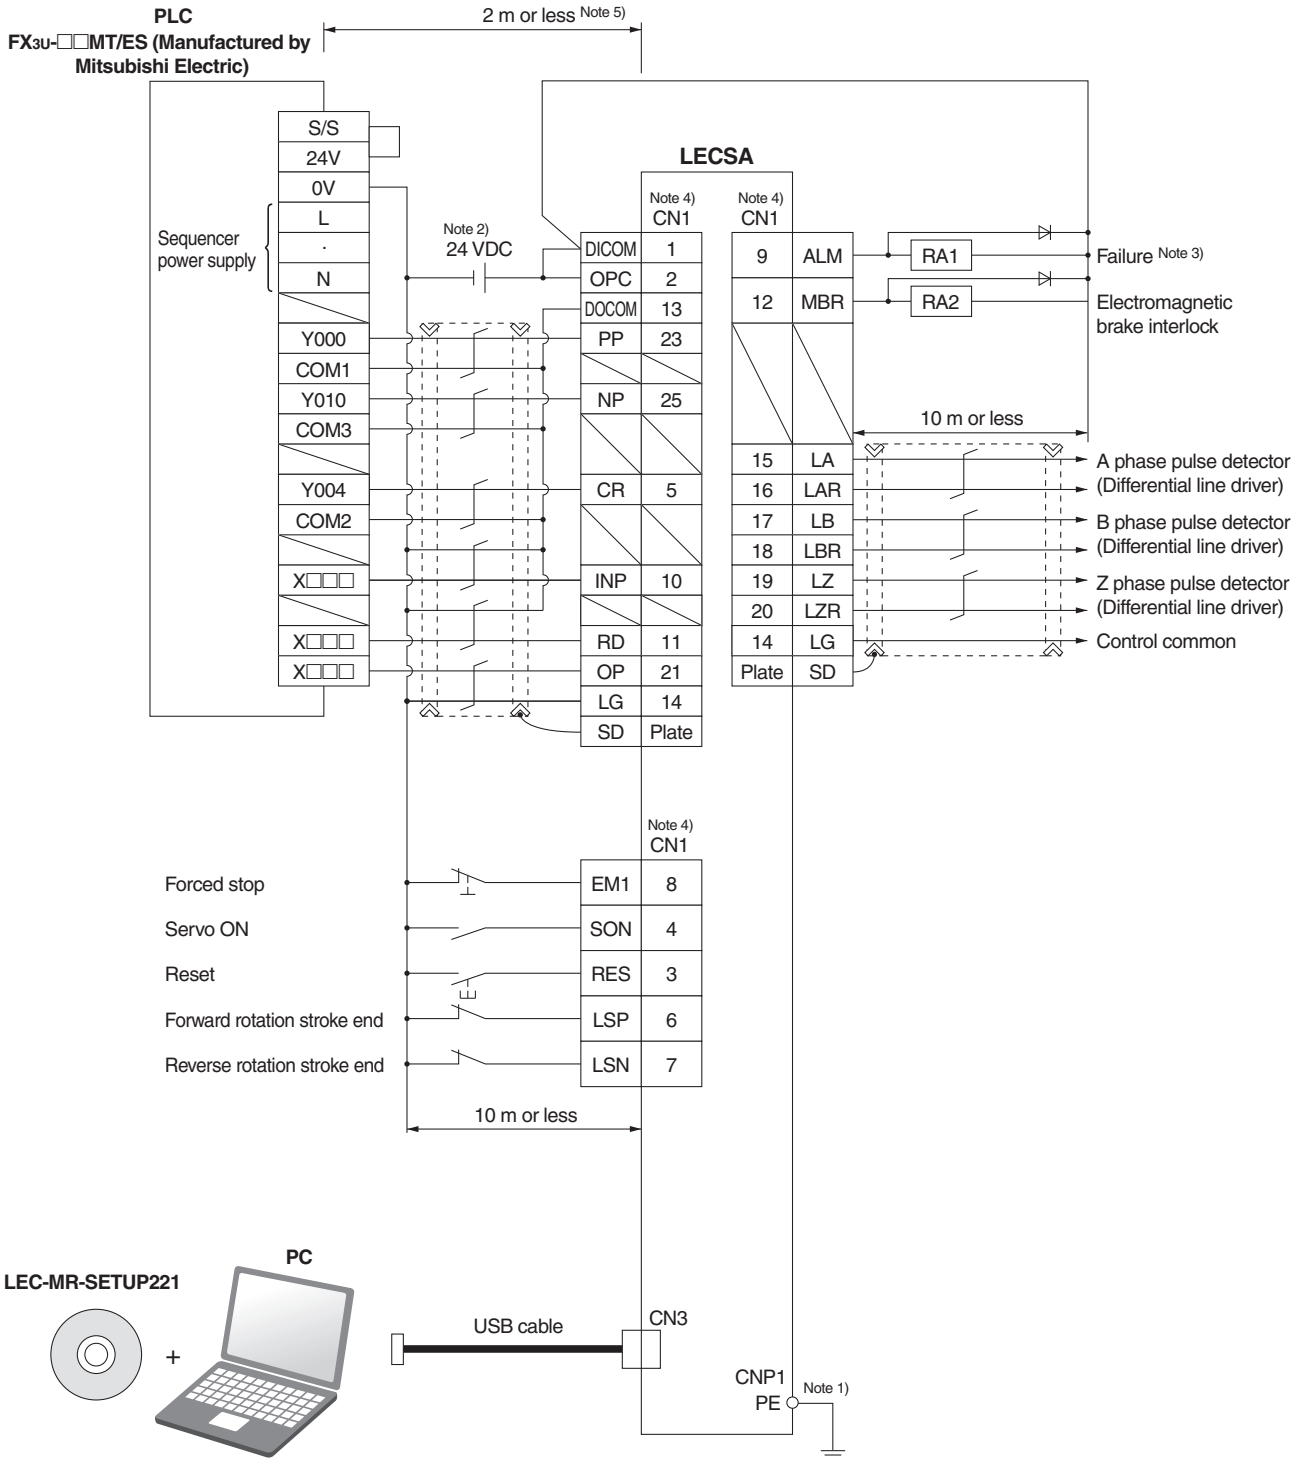 PLC
FX3U-□□MT/ES (Manufactured by
Mitsubishi Electric)
2 m or less Note 5)
S/S
24V
0V
L
·
N
Sequencer
power supply
Y000
COM1
Y010
COM3
Y004
COM2
X□□□
X□□□
X□□□
Note 2)
24 VDC
LECSA
Note 4)
CN1
DICOM 1
OPC 2
DOCOM 13
PP 23
NP 25
CR 5
INP 10
RD 11
OP 21
LG 14
SD Plate
Note 4)
CN1
9 ALM
12 MBR
15 LA
16 LAR
17 LB
18 LBR
19 LZ
20 LZR
14 LG
Plate SD
RA1
Failure Note 3)
RA2
Electromagnetic
brake interlock
10 m or less
A phase pulse detector
(Differential line driver)
B phase pulse detector
(Differential line driver)
Z phase pulse detector
(Differential line driver)
Control common
Note 4)
CN1
Forced stop
EM1 8
Servo ON
SON 4
Reset
RES 3
Forward rotation stroke end
LSP 6
Reverse rotation stroke end
LSN 7
10 m or less
PC
LEC-MR-SETUP221
+
USB cable
CN3
CNP1
PE
Note 1)